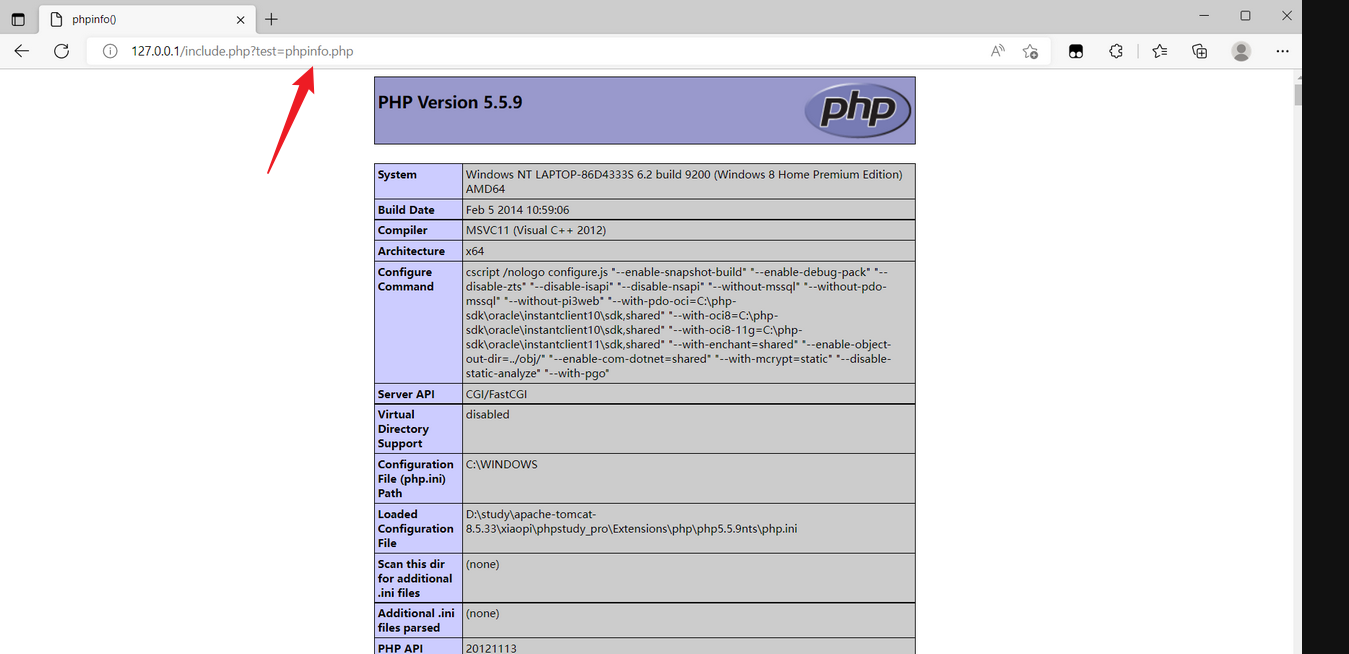 phpinfo()
127.0.0.1/include.php?test=phpinfo.php
PHP Version 5.5.9
php
System
Windows NT LAPTOP-86D4333S 6.2 build 9200 (Windows 8 Home Premium Edition)
AMD64
Build Date
Feb 5 2014 10:59:06
Compiler
MSVC11 (Visual C++ 2012)
Architecture
x64
Configure
Command
cscript /nologo configure.js "--enable-snapshot-build" "--enable-debug-pack" "--
disable-zts" "--disable-isapi" "--disable-nsapi" "--without-mssql" "--without-pdo-
mssql" "--without-pi3web" "--with-pdo-oci=C:\php-
sdk\oracle\instantclient10\sdk,shared" "--with-oci8=C:\php-
sdk\oracle\instantclient10\sdk,shared" "--with-oci8-11g=C:\php-
sdk\oracle\instantclient11\sdk,shared" "--with-enchant=shared" "--enable-object-
out-dir=../obj/" "--enable-com-dotnet=shared" "--with-mcrypt=static" "--disable-
static-analyze" "--with-pgo"
Server API
CGI/FastCGI
Virtual
Directory
Support
disabled
Configuration
File (php.ini)
Path
C:\WINDOWS
Loaded
Configuration
File
D:\study\apache-tomcat-
8.5.33\xiaopi\phpstudy_pro\Extensions\php\php5.5.9nts\php.ini
Scan this dir
for additional
.ini files
(none)
Additional .ini
files parsed
(none)
PHP API
20121113